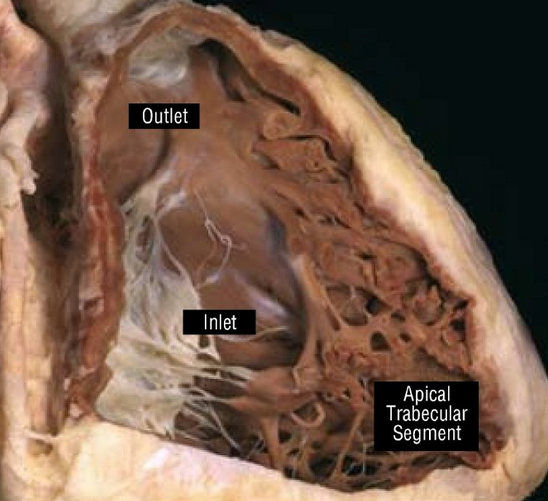 Outlet
Inlet
Apical
Trabecular
Segment